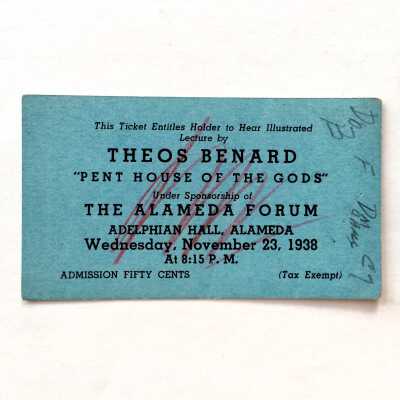 This Ticket Entitles Holder to Hear Illustrated
Lecture by
THEOS BENARD
"PENT HOUSE OF THE GODS"
Under Sponsorship of
THE ALAMEDA FORUM
ADELPHIAN HALL, ALAMEDA
Wednesday, November 23, 1938
At 8:15 P. M.
ADMISSION FIFTY CENTS (Tax Exempt)